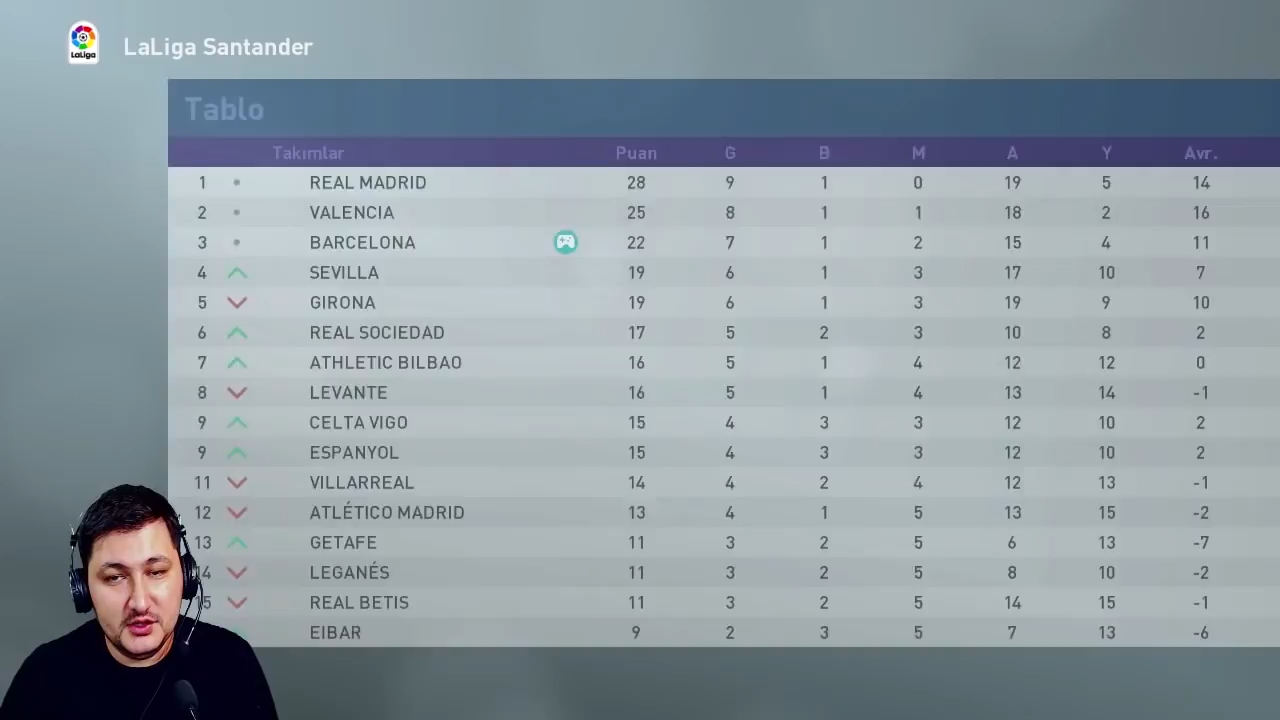 LaLiga
LaLiga Santander
Tablo
Takımlar Puan G B M A Y Avr.
1 REAL MADRID 28 9 1 0 19 5 14
2 VALENCIA 25 8 1 1 18 2 16
3 BARCELONA 22 7 1 2 15 4 11
4 SEVILLA 19 6 1 3 17 10 7
5 GIRONA 19 6 1 3 19 9 10
6 REAL SOCIEDAD 17 5 2 3 10 8 2
7 ATHLETIC BILBAO 16 5 1 4 12 12 0
8 LEVANTE 16 5 1 4 13 14 -1
9 CELTA VIGO 15 4 3 3 12 10 2
9 ESPANYOL 15 4 3 3 12 10 2
11 VILLARREAL 14 4 2 4 12 13 -1
12 ATLÉTICO MADRID 13 4 1 5 13 15 -2
13 GETAFE 11 3 2 5 6 13 -7
14 LEGANÉS 11 3 2 5 8 10 -2
15 REAL BETIS 11 3 2 5 14 15 -1
EIBAR 9 2 3 5 7 13 -6